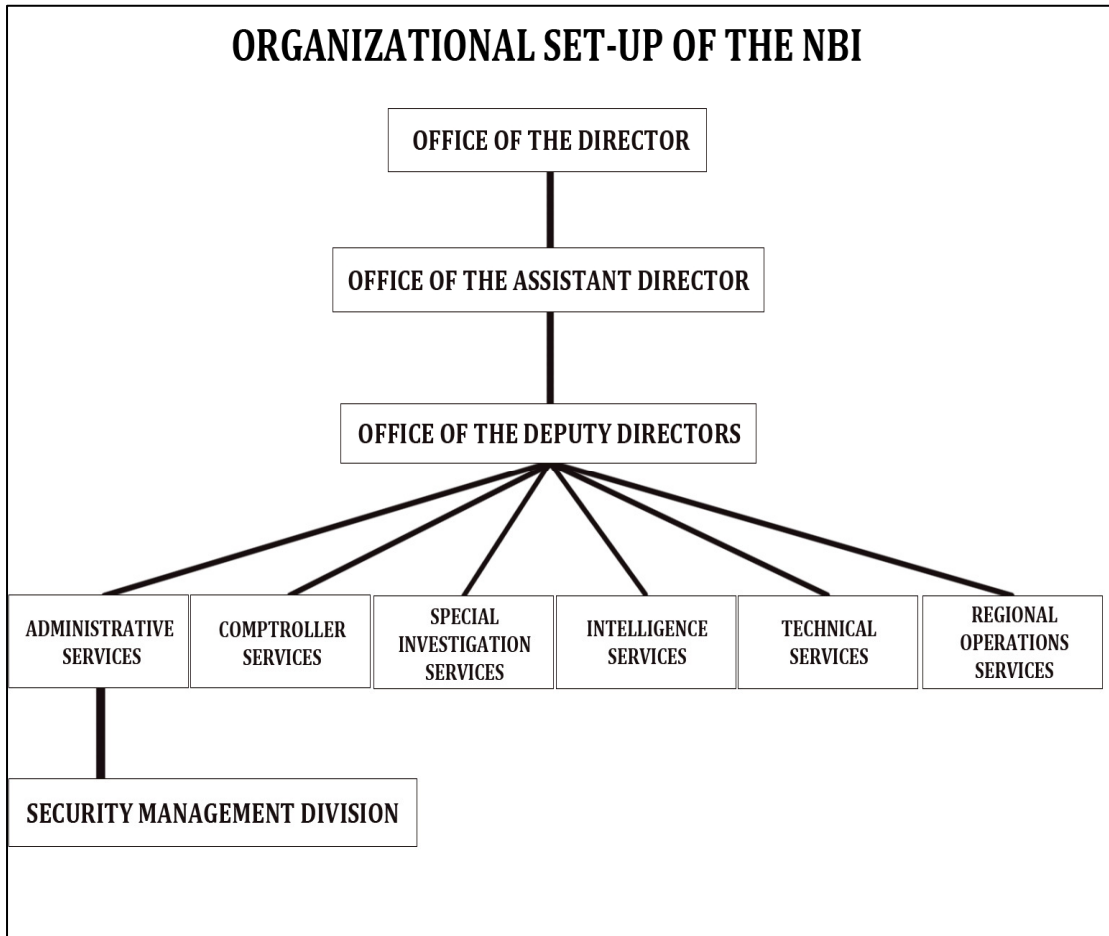 ORGANIZATIONAL SET-UP OF THE NBI
OFFICE OF THE DIRECTOR
OFFICE OF THE ASSISTANT DIRECTOR
OFFICE OF THE DEPUTY DIRECTORS
ADMINISTRATIVE
SERVICES
COMPTROLLER
SERVICES
SPECIAL
INVESTIGATION
SERVICES
INTELLIGENCE
SERVICES
TECHNICAL
SERVICES
REGIONAL
OPERATIONS
SERVICES
SECURITY MANAGEMENT DIVISION